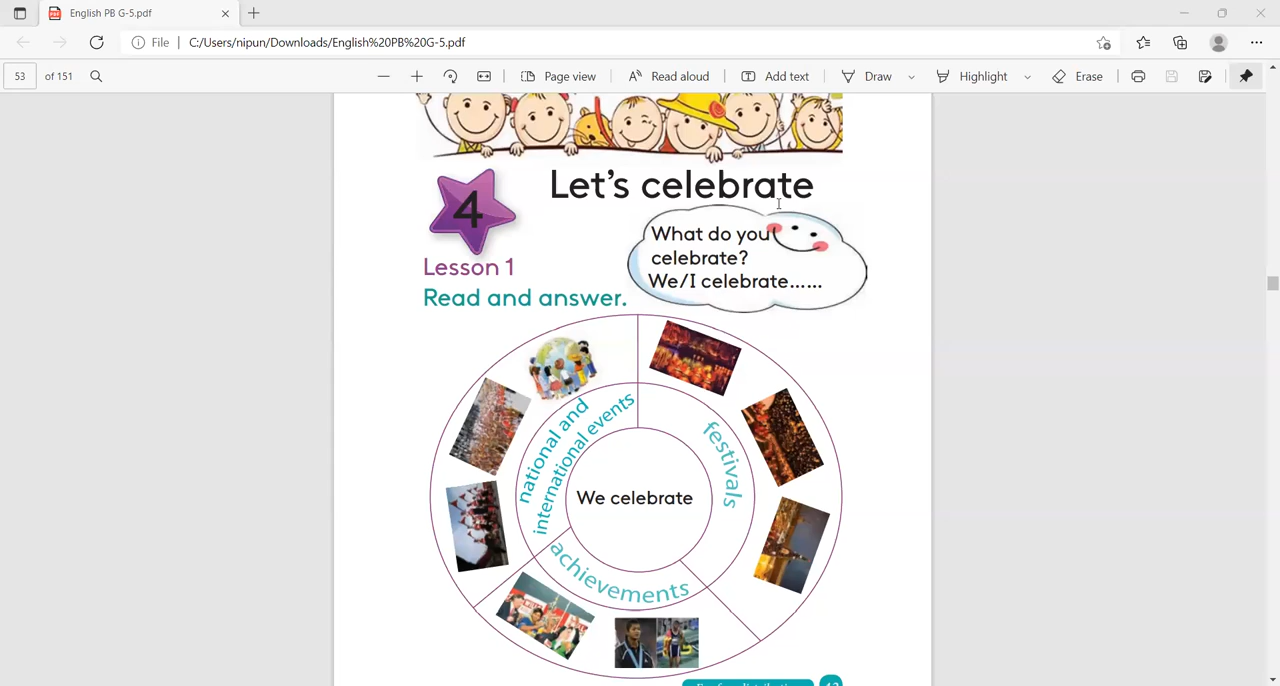 English PB G-5.pdf
File | C:/Users/nipun/Downloads/English%20PB%20G-5.pdf
53 of 151
Page view
Read aloud
Add text
Draw
Highlight
Erase
4
Let's celebrate
What do you
celebrate?
We/I celebrate......
Lesson 1
Read and answer.
national and
international events
festivals
We celebrate
achievements